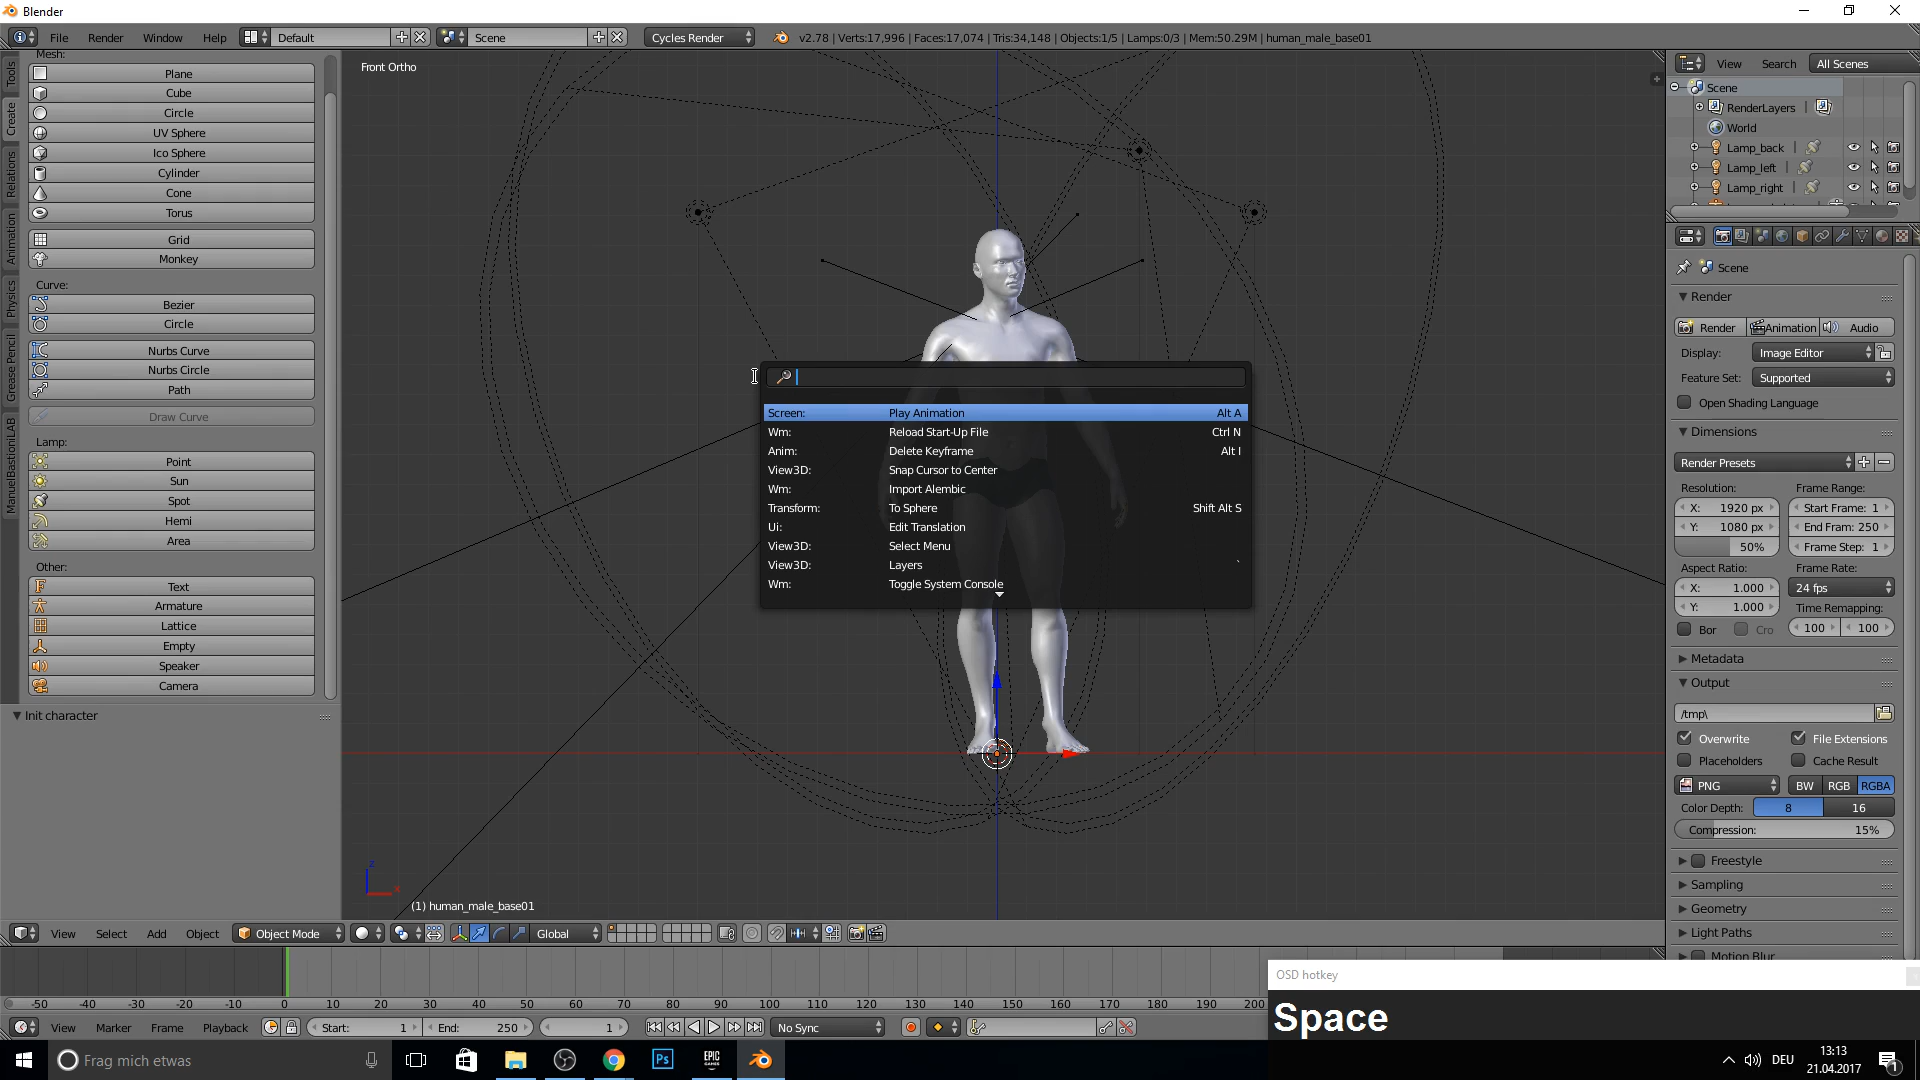 Blender
File Render Window Help Default Scene Cycles Render v2.78 | Verts:17,996 | Faces:17,074 | Tris:34,148 | Objects:1/5 | Lamps:0/3 | Mem:50.29M | human_male_base01
Tools
Create
Relations
Animation
Physics
Grease Pencil
ManuelBastioniLAB
Mesh:
Plane
Cube
Circle
UV Sphere
Ico Sphere
Cylinder
Cone
Torus
Grid
Monkey
Curve:
Bezier
Circle
Nurbs Curve
Nurbs Circle
Path
Draw Curve
Lamp:
Point
Sun
Spot
Hemi
Area
Other:
Text
Armature
Lattice
Empty
Speaker
Camera
Init character
Front Ortho
Screen: Play Animation Alt A
Wm: Reload Start-Up File Ctrl N
Anim: Delete Keyframe Alt I
View3D: Snap Cursor to Center
Wm: Import Alembic
Transform: To Sphere Shift Alt S
Ui: Edit Translation
View3D: Select Menu
View3D: Layers `
Wm: Toggle System Console
z
x
(1) human_male_base01
View Select Add Object Object Mode Global
View Search All Scenes
Scene
RenderLayers |
World
Lamp_back |
Lamp_left |
Lamp_right |
Scene
Render
Render Animation Audio
Display: Image Editor
Feature Set: Supported
Open Shading Language
Dimensions
Render Presets
Resolution: Frame Range:
X: 1920 px Start Frame: 1
Y: 1080 px End Fram: 250
50% Frame Step: 1
Aspect Ratio: Frame Rate:
X: 1.000 24 fps
Y: 1.000 Time Remapping:
Bor Cro 100 100
Metadata
Output
/tmp\
Overwrite File Extensions
Placeholders Cache Result
PNG BW RGB RGBA
Color Depth: 8 16
Compression: 15%
Freestyle
Sampling
Geometry
Light Paths
Motion Blur
-50 -40 -30 -20 -10 0 10 20 30 40 50 60 70 80 90 100 110 120 130 140 150 160 170 180 190 200
View Marker Frame Playback Start: 1 End: 250 1 No Sync
OSD hotkey
Space
Frag mich etwas
Ps
EPIC
GAMES
DEU
13:13
21.04.2017
1